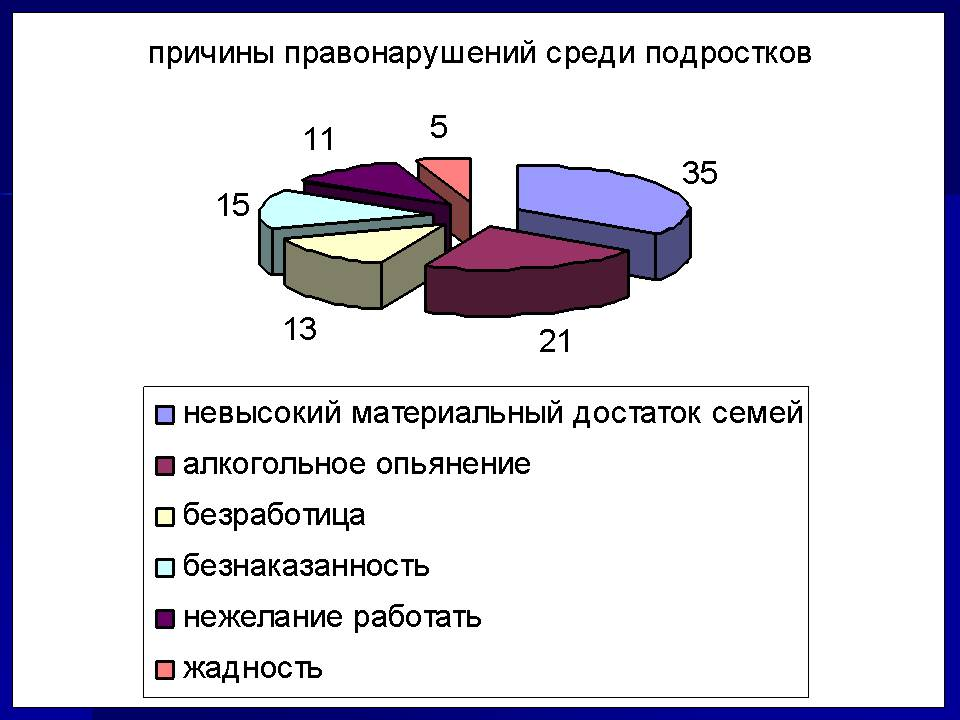 причины правонарушений среди подростков
5
11
35
15
13
21
невысокий материальный достаток семей
алкогольное опьянение
безработица
безнаказанность
нежелание работать
жадность